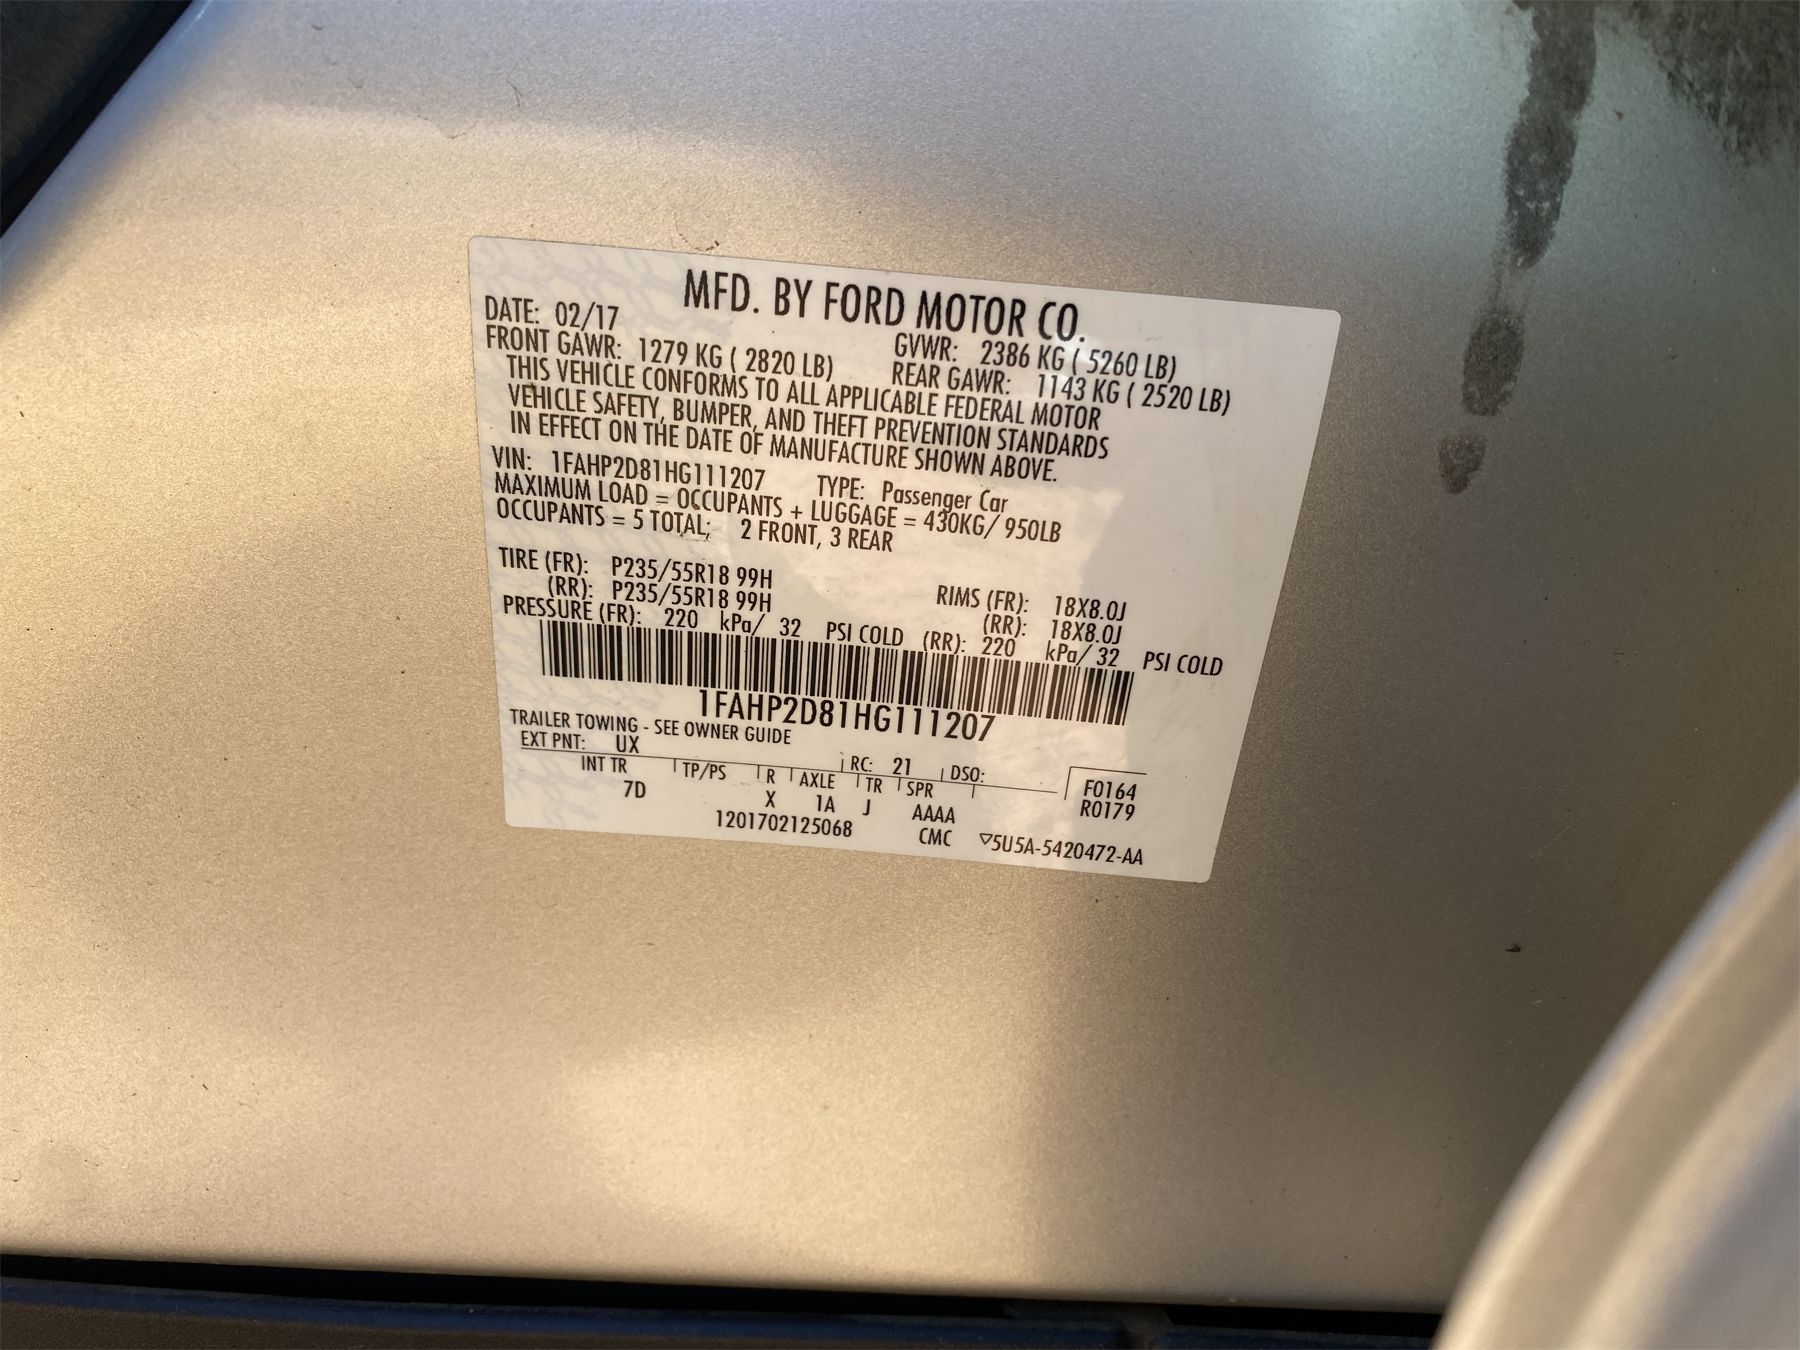 MFD. BY FORD MOTOR CO.
DATE: 02/17 GVWR: 2386 KG ( 5260 LB)
FRONT GAWR: 1279 KG ( 2820 LB) REAR GAWR: 1143 KG ( 2520 LB)
THIS VEHICLE CONFORMS TO ALL APPLICABLE FEDERAL MOTOR
VEHICLE SAFETY, BUMPER, AND THEFT PREVENTION STANDARDS
IN EFFECT ON THE DATE OF MANUFACTURE SHOWN ABOVE.
VIN: 1FAHP2D81HG111207 TYPE: Passenger Car
MAXIMUM LOAD = OCCUPANTS + LUGGAGE = 430KG/ 950LB
OCCUPANTS = 5 TOTAL; 2 FRONT, 3 REAR
TIRE (FR): P235/55R18 99H RIMS (FR): 18X8.0J
(RR): P235/55R18 99H (RR): 18X8.0J
PRESSURE (FR): 220 kPa/ 32 PSI COLD (RR): 220 kPa/ 32 PSI COLD
1FAHP2D81HG111207
TRAILER TOWING - SEE OWNER GUIDE
EXT PNT: UX RC: 21 DSO:
INT TR TP/PS R AXLE TR SPR F0164
7D X 1A J AAAA R0179
1201702125068 CMC ▽5U5A-5420472-AA